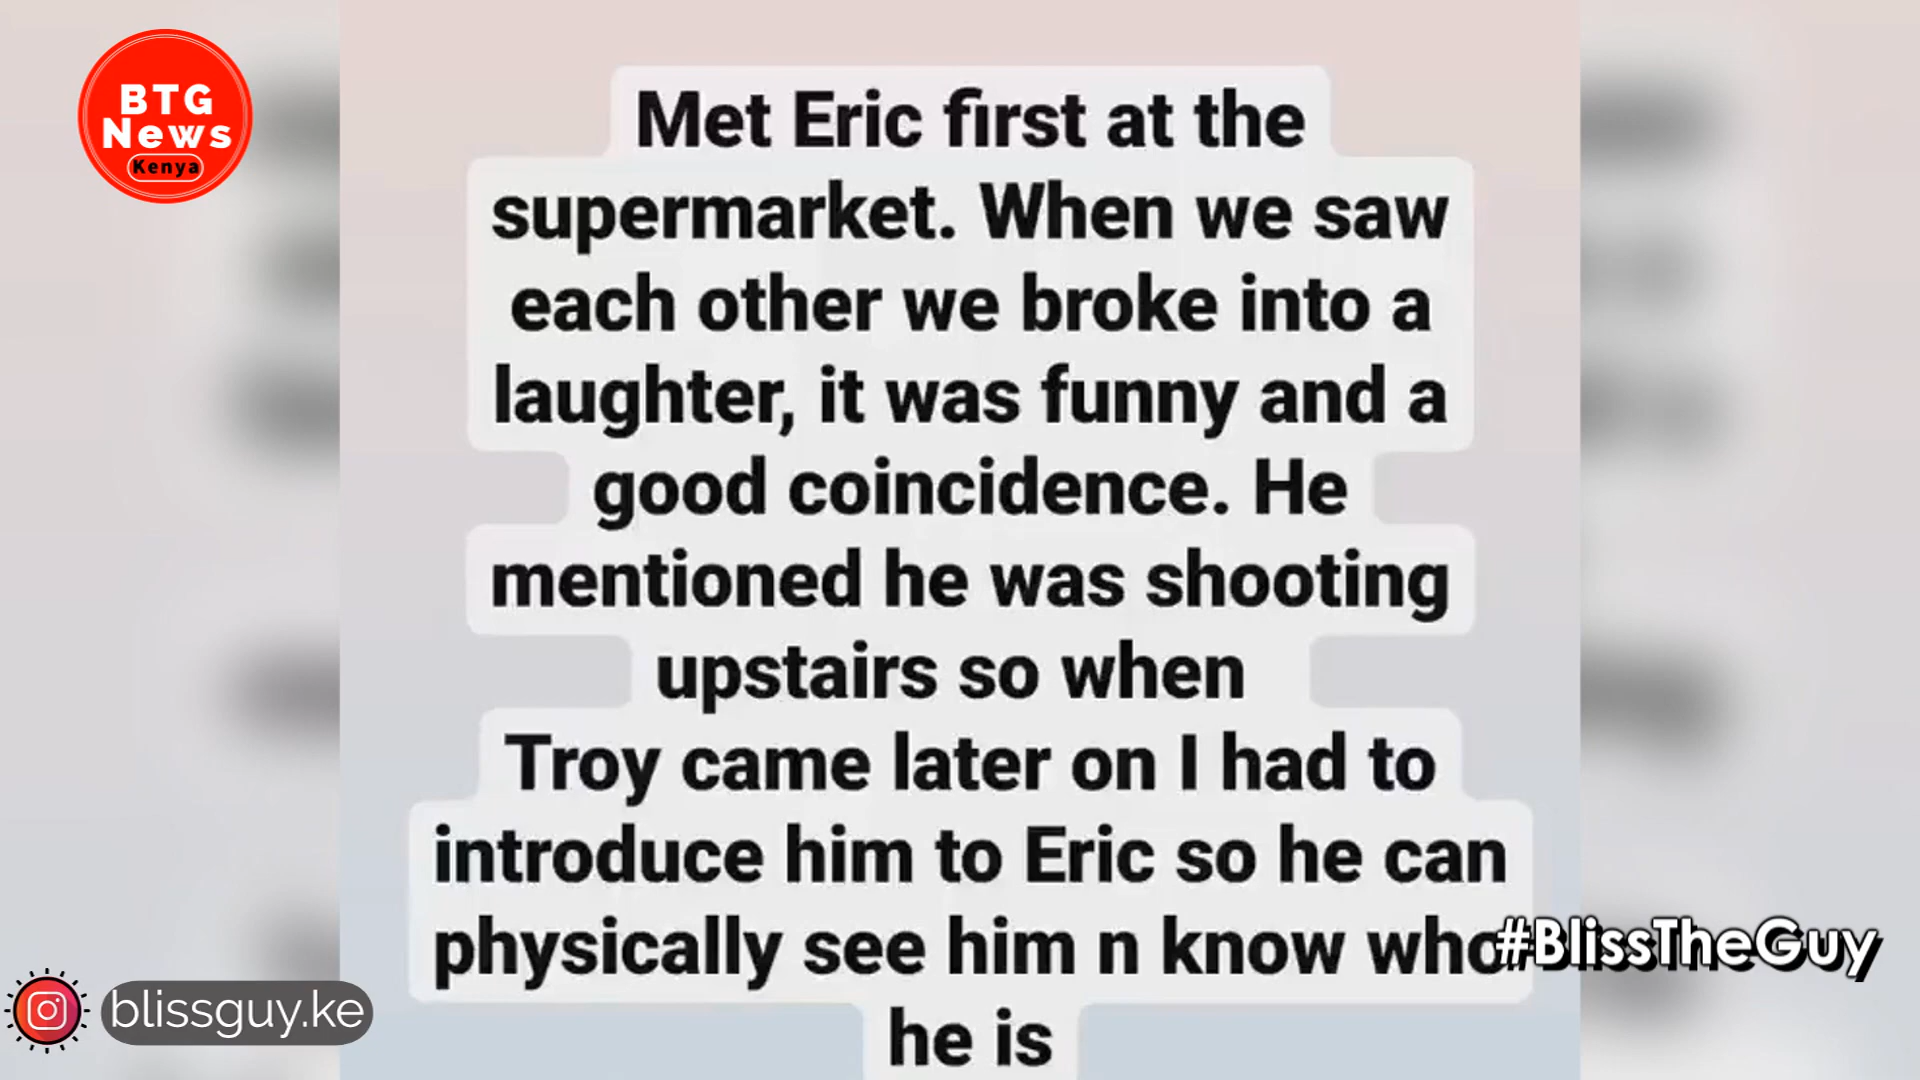 BTG
News
Kenya
Met Eric first at the
supermarket. When we saw
each other we broke into a
laughter, it was funny and a
good coincidence. He
mentioned he was shooting
upstairs so when
Troy came later on I had to
introduce him to Eric so he can
physically see him n know who
he is
#BlissTheGuy
blissguy.ke